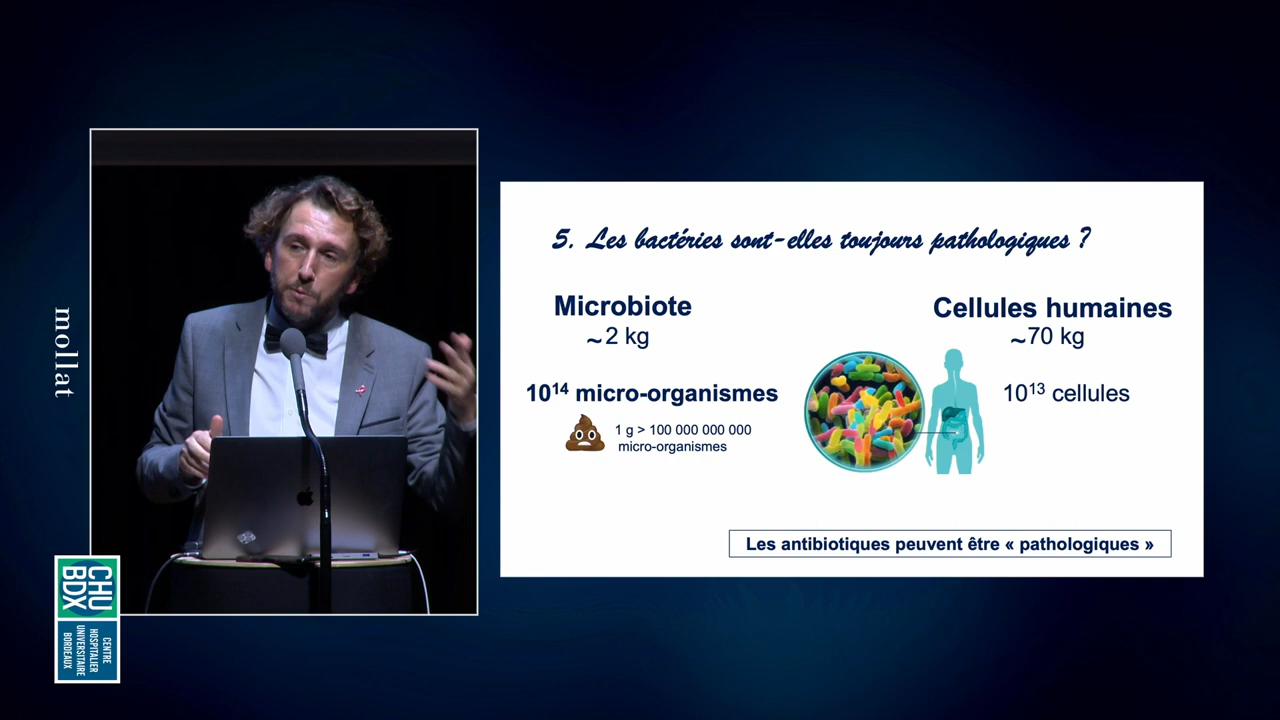 mollat
CHU
BDX
CENTRE
HOSPITALIER
UNIVERSITAIRE
BORDEAUX
5. Les bactéries sont-elles toujours pathologiques ?
Microbiote
~2 kg
10¹⁴ micro-organismes
1 g > 100 000 000 000
micro-organismes
Cellules humaines
~70 kg
10¹³ cellules
Les antibiotiques peuvent être « pathologiques »